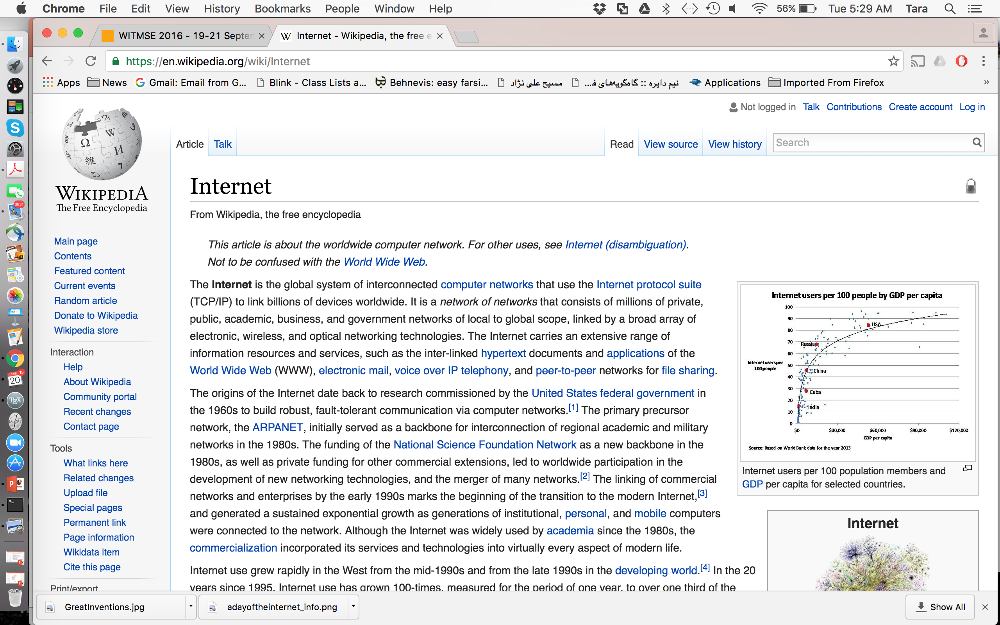 Chrome File Edit View History Bookmarks People Window Help 56% Tue 5:29 AM Tara
WITMSE 2016 - 19-21 Septen
Internet - Wikipedia, the free e
https://en.wikipedia.org/wiki/Internet
Apps News Gmail: Email from G... Blink - Class Lists a... Behnevis: easy farsi... مسیح علی نژاد نیم دایره :: گاه‌گویه‌های ف... Applications Imported From Firefox »
Not logged in Talk Contributions Create account Log in
Article Talk Read View source View history Search
WIKIPEDIA
The Free Encyclopedia
Main page
Contents
Featured content
Current events
Random article
Donate to Wikipedia
Wikipedia store
Interaction
Help
About Wikipedia
Community portal
Recent changes
Contact page
Tools
What links here
Related changes
Upload file
Special pages
Permanent link
Page information
Wikidata item
Cite this page
Print/export
Internet
From Wikipedia, the free encyclopedia
This article is about the worldwide computer network. For other uses, see Internet (disambiguation).
Not to be confused with the World Wide Web.
The Internet is the global system of interconnected computer networks that use the Internet protocol suite
(TCP/IP) to link billions of devices worldwide. It is a network of networks that consists of millions of private,
public, academic, business, and government networks of local to global scope, linked by a broad array of
electronic, wireless, and optical networking technologies. The Internet carries an extensive range of
information resources and services, such as the inter-linked hypertext documents and applications of the
World Wide Web (WWW), electronic mail, voice over IP telephony, and peer-to-peer networks for file sharing.
The origins of the Internet date back to research commissioned by the United States federal government in
the 1960s to build robust, fault-tolerant communication via computer networks.[1] The primary precursor
network, the ARPANET, initially served as a backbone for interconnection of regional academic and military
networks in the 1980s. The funding of the National Science Foundation Network as a new backbone in the
1980s, as well as private funding for other commercial extensions, led to worldwide participation in the
development of new networking technologies, and the merger of many networks.[2] The linking of commercial
networks and enterprises by the early 1990s marks the beginning of the transition to the modern Internet,[3]
and generated a sustained exponential growth as generations of institutional, personal, and mobile computers
were connected to the network. Although the Internet was widely used by academia since the 1980s, the
commercialization incorporated its services and technologies into virtually every aspect of modern life.
Internet use grew rapidly in the West from the mid-1990s and from the late 1990s in the developing world.[4] In the 20
years since 1995, Internet use has grown 100-times, measured for the period of one year, to over one third of the
Internet users per 100 people by GDP per capita
100
90
80
70
60
50
40
30
20
10
0
Internet users per
100 people
USA
Russia
China
Cuba
India
$0 $30,000 $60,000 $90,000 $120,000
GDP per capita
Source: Based on World Bank data for the year 2013
Internet users per 100 population members and
GDP per capita for selected countries.
Internet
3831
SEP 15
20
TEX
GreatInventions.jpg
adayoftheinternet_info.png
Show All